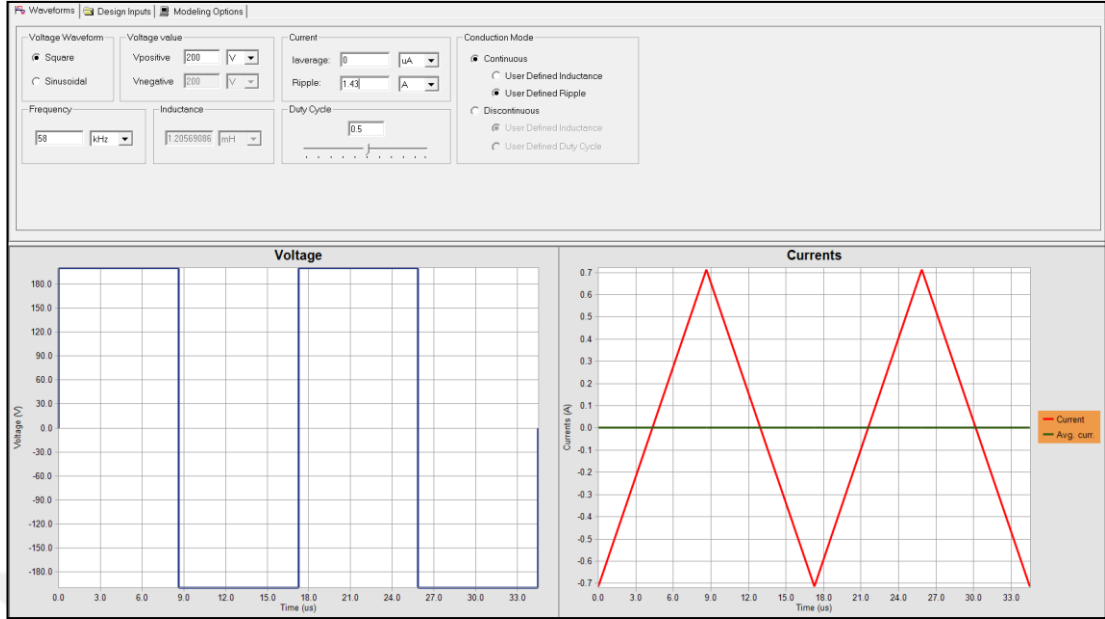 Waveforms Design Inputs Modeling Options
Voltage Waveform
Square
Sinusoidal
Voltage value
Vpositive 200 V
Vnegative 200 V
Current
Iaverage: 0 uA
Ripple: 1.43 A
Conduction Mode
Continuous
User Defined Inductance
User Defined Ripple
Discontinuous
User Defined Inductance
User Defined Duty Cycle
Frequency
58 kHz
Inductance
1.20569086 mH
Duty Cycle
0.5
Voltage
180.0
150.0
120.0
90.0
60.0
30.0
0.0
-30.0
-60.0
-90.0
-120.0
-150.0
-180.0
Voltage (V)
0.0 3.0 6.0 9.0 12.0 15.0 18.0 21.0 24.0 27.0 30.0 33.0
Time (us)
Currents
0.7
0.6
0.5
0.4
0.3
0.2
0.1
0.0
-0.1
-0.2
-0.3
-0.4
-0.5
-0.6
-0.7
Currents (A)
0.0 3.0 6.0 9.0 12.0 15.0 18.0 21.0 24.0 27.0 30.0 33.0
Time (us)
Current
Avg. curr.